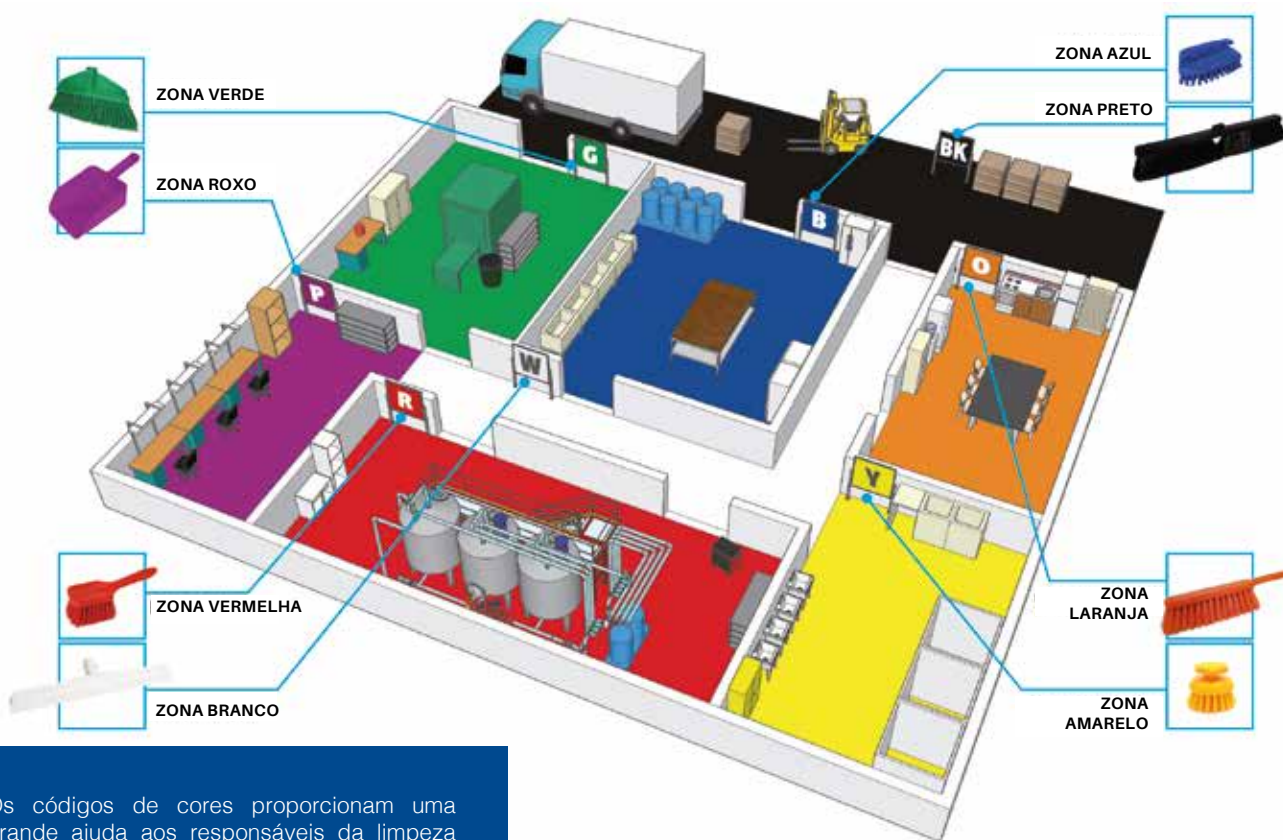 ZONA VERDE
ZONA ROXO
ZONA AZUL
ZONA PRETO
G
BK
B
O
P
W
R
Y
ZONA VERMELHA
ZONA BRANCO
ZONA
LARANJA
ZONA
AMARELO
Os códigos de cores proporcionam uma
grande ajuda aos responsáveis da limpeza